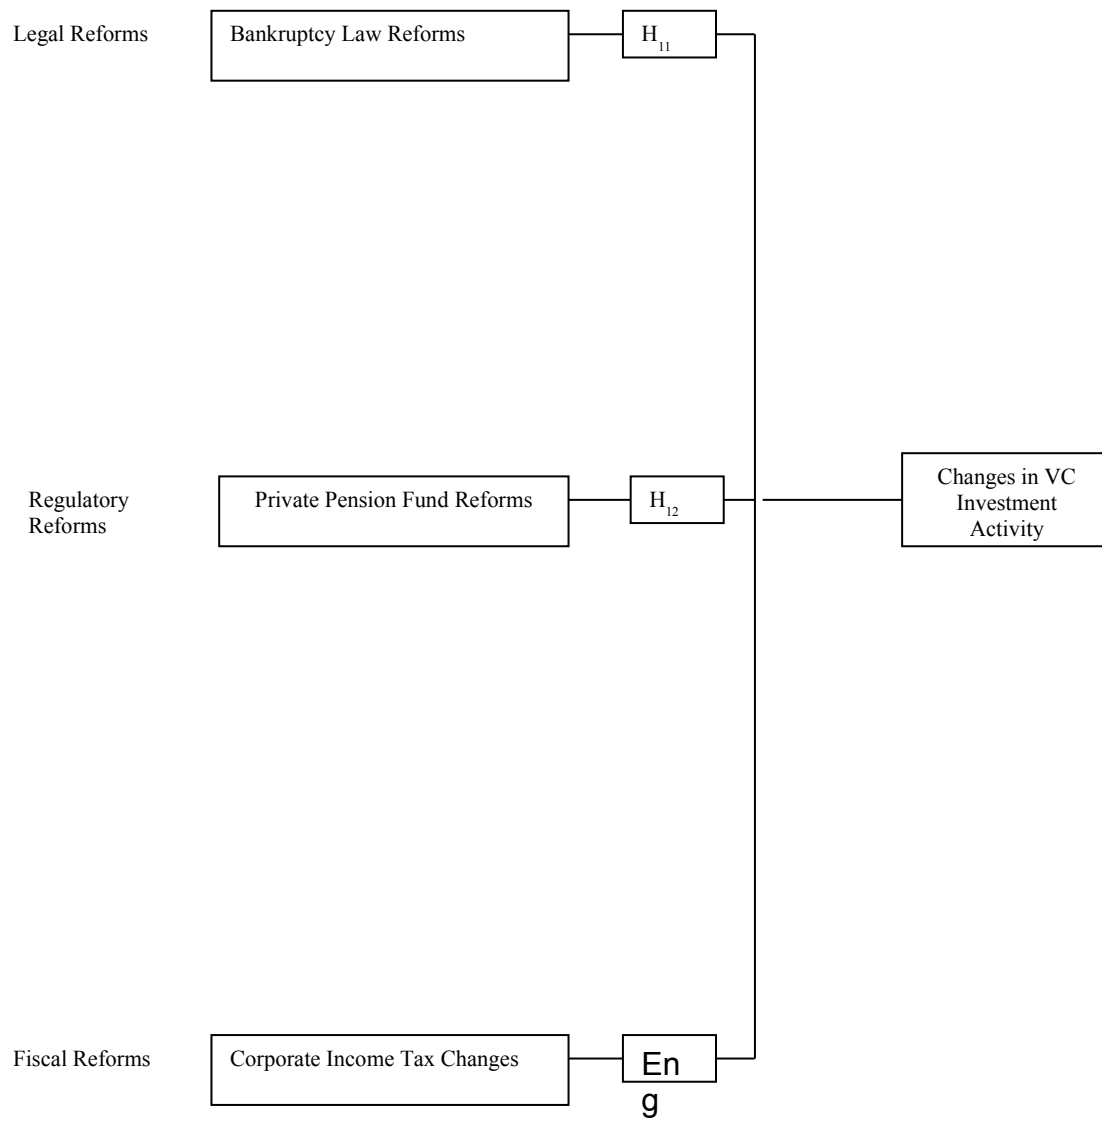 Legal Reforms
Bankruptcy Law Reforms
H₁₁
Regulatory
Reforms
Private Pension Fund Reforms
H₁₂
Changes in VC
Investment
Activity
Fiscal Reforms
Corporate Income Tax Changes
En
g